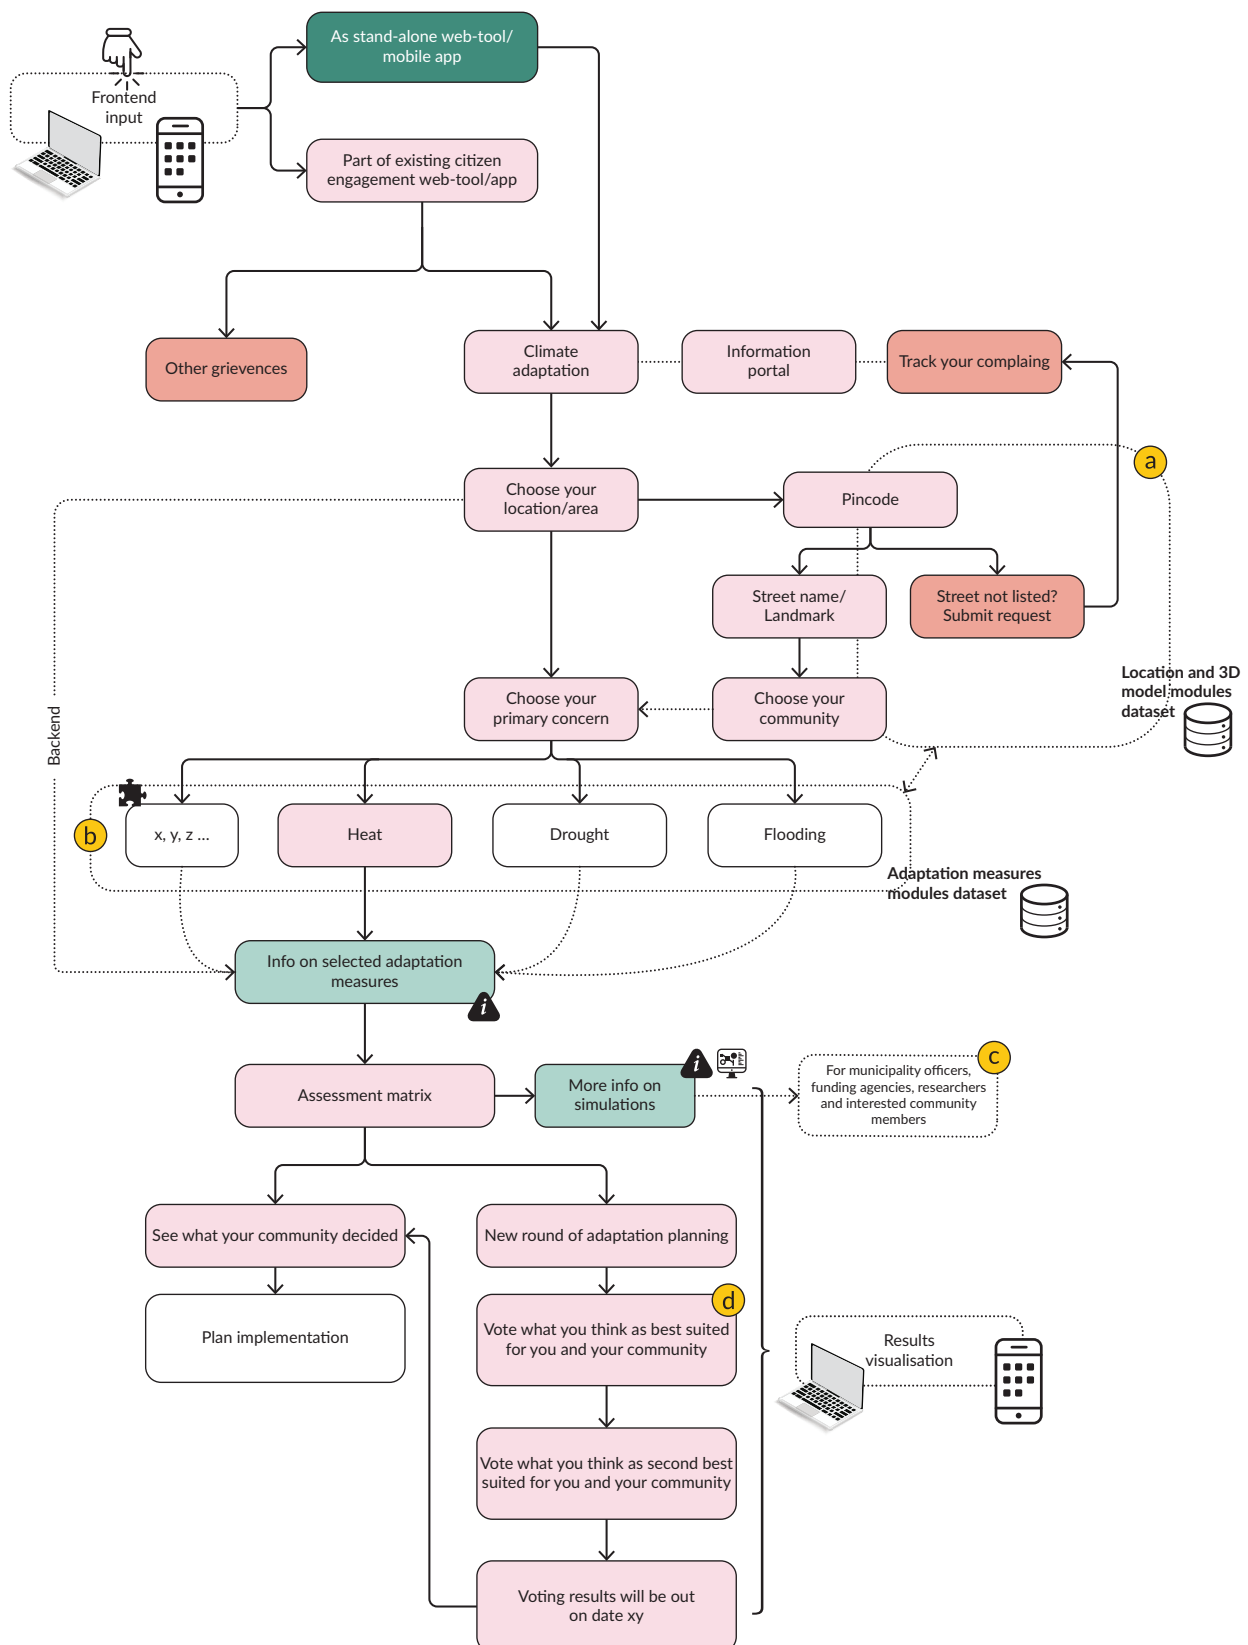 As stand-alone web-tool/
mobile app
Frontend
input
Part of existing citizen
engagement web-tool/app
Other grievences
Climate
adaptation
Information
portal
Track your complaing
a
Choose your
location/area
Pincode
Street name/
Landmark
Street not listed?
Submit request
Location and 3D
model modules
dataset
Choose your
primary concern
Choose your
community
Backend
b
x, y, z ...
Heat
Drought
Flooding
Adaptation measures
modules dataset
Info on selected adaptation
measures
i
Assessment matrix
More info on
simulations
i
c
For municipality officers,
funding agencies, researchers
and interested community
members
See what your community decided
New round of adaptation planning
Plan implementation
d
Vote what you think as best suited
for you and your community
Results
visualisation
Vote what you think as second best
suited for you and your community
Voting results will be out
on date xy